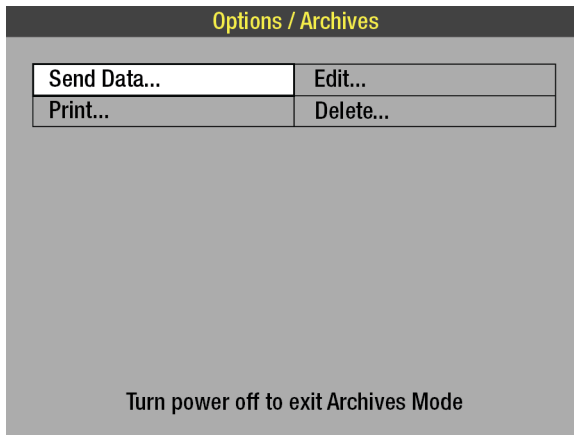 Options / Archives
Send Data... Edit...
Print... Delete...
Turn power off to exit Archives Mode